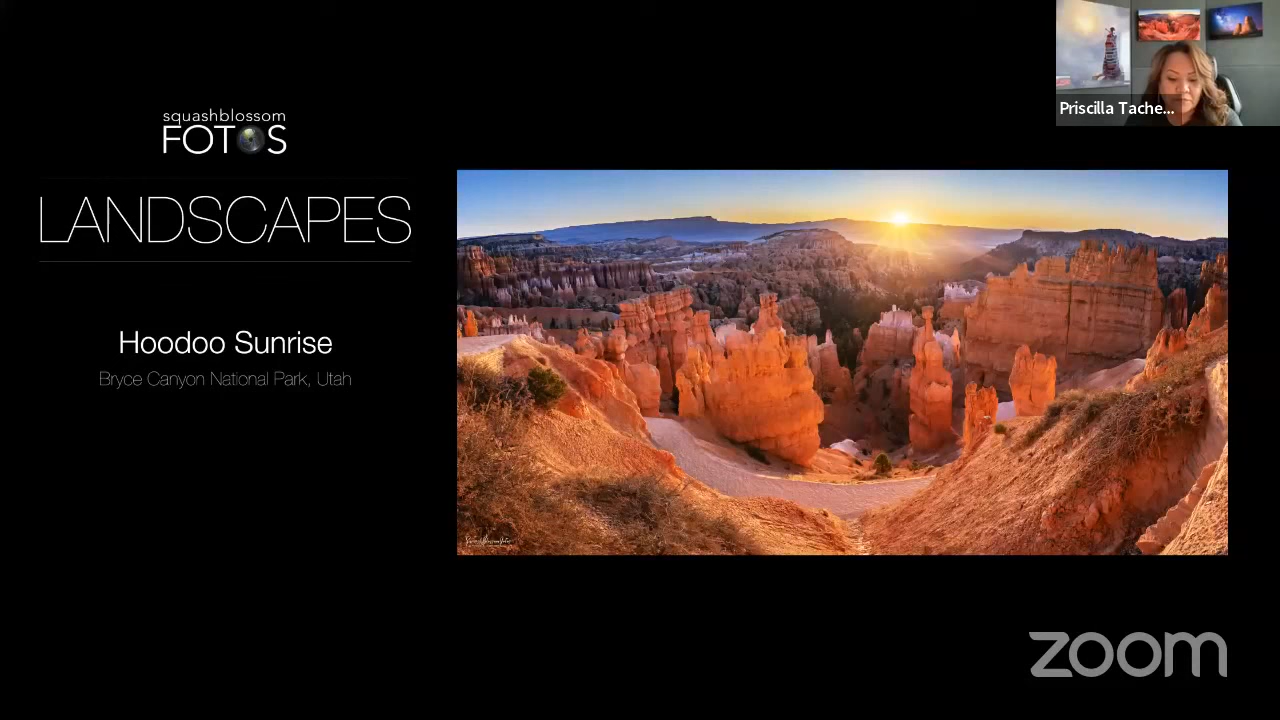 squashblossom
FOTOS
LANDSCAPES
Hoodoo Sunrise
Bryce Canyon National Park, Utah
Priscilla Tache...
zoom